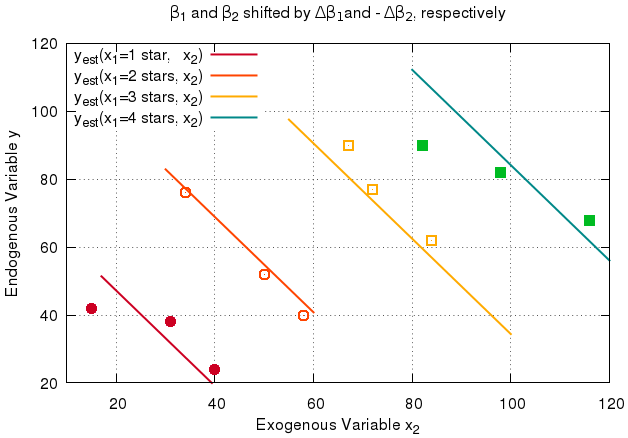 β₁ and β₂ shifted by Δβ₁and - Δβ₂, respectively
120
100
80
60
40
20
Endogenous Variable y
yest(x₁=1 star, x₂)
yest(x₁=2 stars, x₂)
yest(x₁=3 stars, x₂)
yest(x₁=4 stars, x₂)
20 40 60 80 100 120
Exogenous Variable x₂